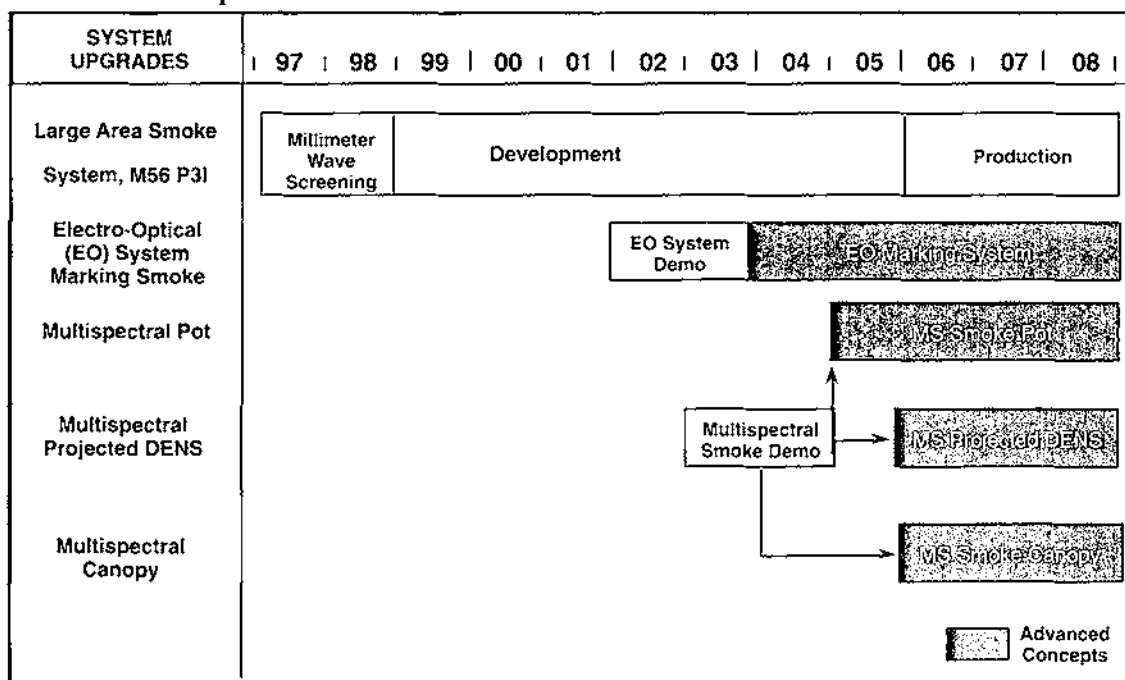 SYSTEM
UPGRADES
97 98 99 00 01 02 03 04 05 06 07 08
Large Area Smoke
System, M56 P3I
Millimeter
Wave
Screening
Development
Production
Electro-Optical
(EO) System
Marking Smoke
EO System
Demo
EO Marking System
Multispectral Pot
MS Smoke Pot
Multispectral
Projected DENS
Multispectral
Smoke Demo
MS Projected DENS
Multispectral
Canopy
MS Smoke Canopy
Advanced
Concepts